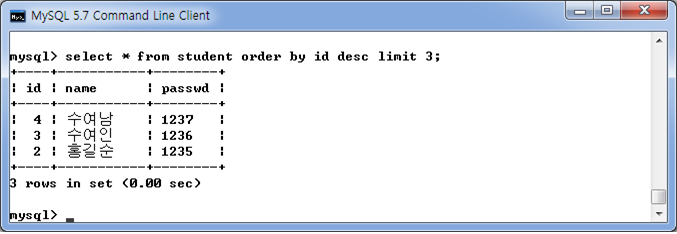 MySQL 5.7 Command Line Client
mysql> select * from student order by id desc limit 3;
+----+-----------+--------+
| id | name      | passwd |
+----+-----------+--------+
|  4 | 수여남    | 1237   |
|  3 | 수여인    | 1236   |
|  2 | 홍길순    | 1235   |
+----+-----------+--------+
3 rows in set (0.00 sec)
mysql> _